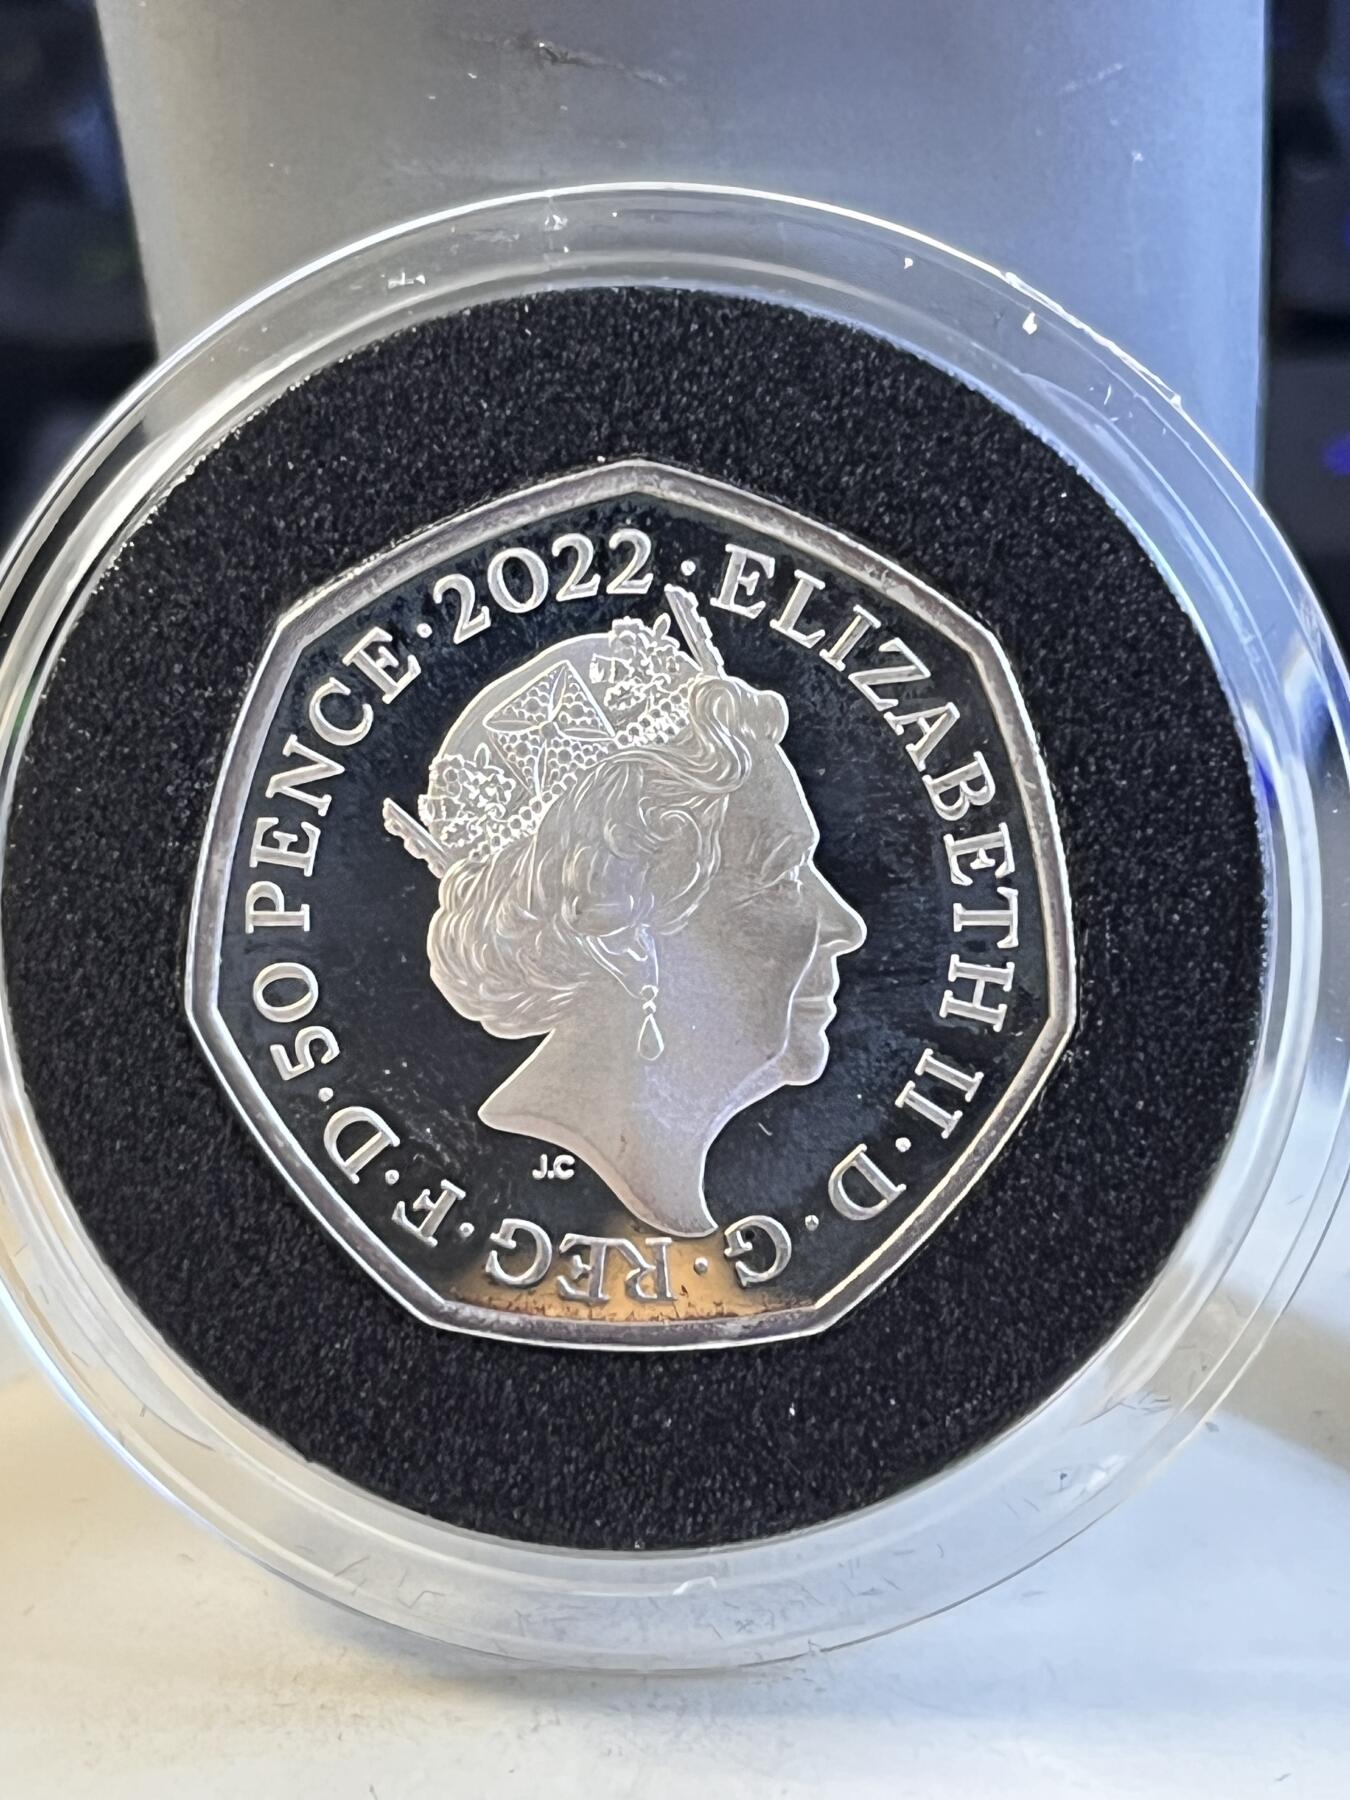 ELIZABETH II · D · G · REG · F · D · 50 PENCE · 2022 ·
J.C